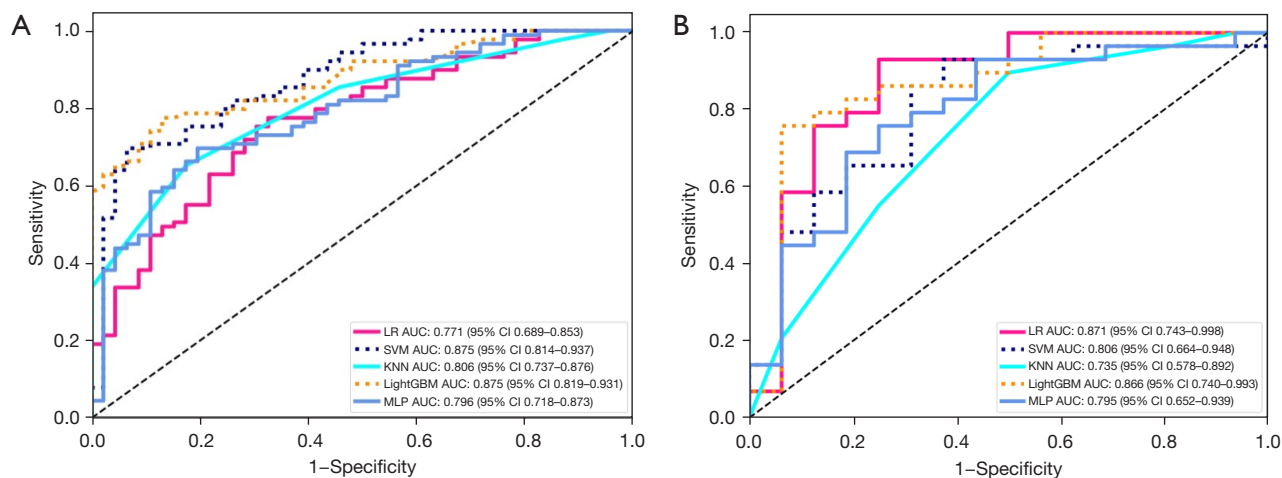 A
1.0
0.8
0.6
0.4
0.2
0.0
Sensitivity
LR AUC: 0.771 (95% CI 0.689–0.853)
SVM AUC: 0.875 (95% CI 0.814–0.937)
KNN AUC: 0.806 (95% CI 0.737–0.876)
LightGBM AUC: 0.875 (95% CI 0.819–0.931)
MLP AUC: 0.796 (95% CI 0.718–0.873)
0.0 0.2 0.4 0.6 0.8 1.0
1–Specificity
B
1.0
0.8
0.6
0.4
0.2
0.0
Sensitivity
LR AUC: 0.871 (95% CI 0.743–0.998)
SVM AUC: 0.806 (95% CI 0.664–0.948)
KNN AUC: 0.735 (95% CI 0.578–0.892)
LightGBM AUC: 0.866 (95% CI 0.740–0.993)
MLP AUC: 0.795 (95% CI 0.652–0.939)
0.0 0.2 0.4 0.6 0.8 1.0
1–Specificity